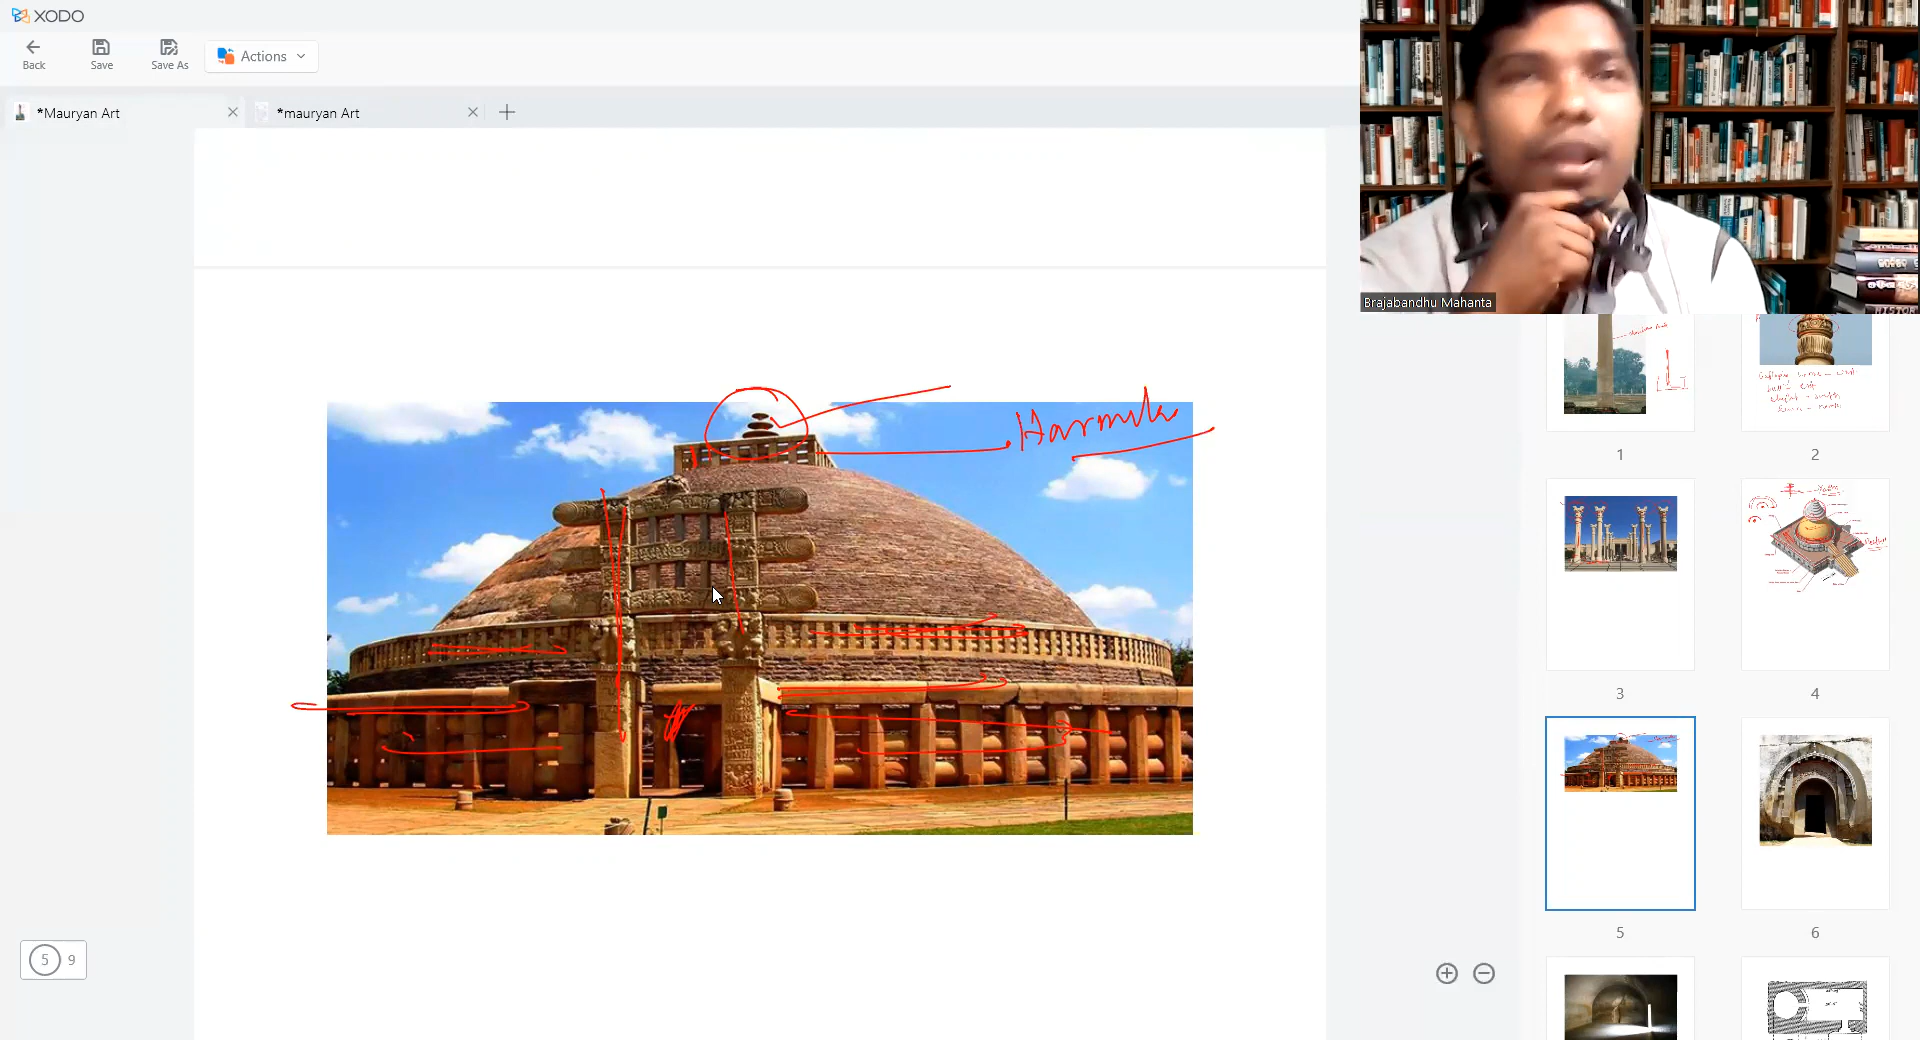 XODO
Back
Save
Save As
Actions
*Mauryan Art
*mauryan Art
Brajabandhu Mahanta
Harmika
1
2
3
4
5
6
5 9